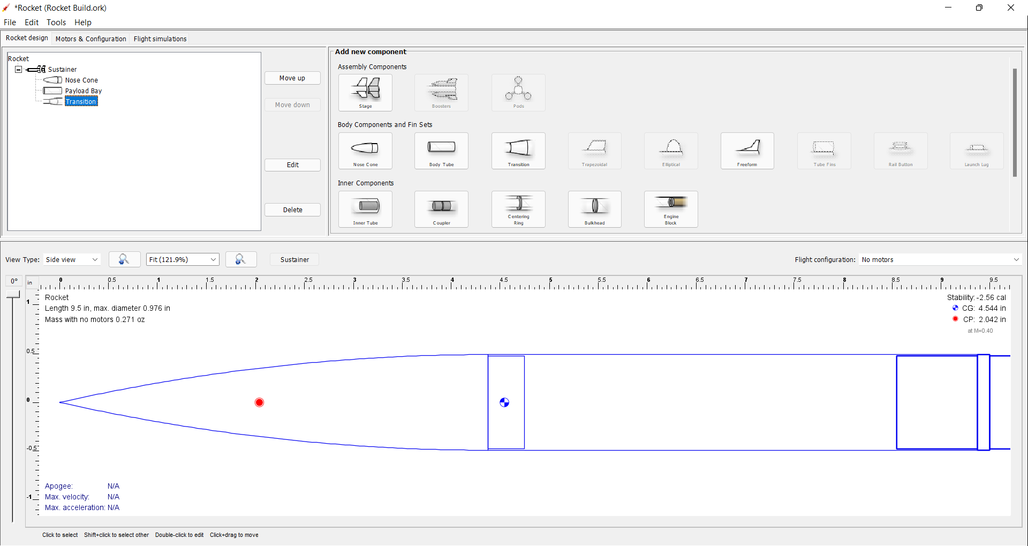 *Rocket (Rocket Build.ork)
File Edit Tools Help
Rocket design Motors & Configuration Flight simulations
Rocket
Sustainer
Nose Cone
Payload Bay
Transition
Move up
Move down
Edit
Delete
Add new component
Assembly Components
Stage Boosters Pods
Body Components and Fin Sets
Nose Cone Body Tube Transition Trapezoidal Elliptical Freeform Tube Fins Rail Button Launch Lug
Inner Components
Inner Tube Coupler Centering Ring Bulkhead Engine Block
View Type: Side view Fit (121.9%) Sustainer Flight configuration: No motors
0°
in 0 0.5 1 1.5 2 2.5 3 3.5 4 4.5 5 5.5 6 6.5 7 7.5 8 8.5 9 9.5
1
0.5
0
-0.5
-1
Rocket
Length 9.5 in, max. diameter 0.976 in
Mass with no motors 0.271 oz
Stability: -2.56 cal
CG: 4.544 in
CP: 2.042 in
at M=0.40
Apogee: N/A
Max. velocity: N/A
Max. acceleration: N/A
Click to select Shift+click to select other Double-click to edit Click+drag to move